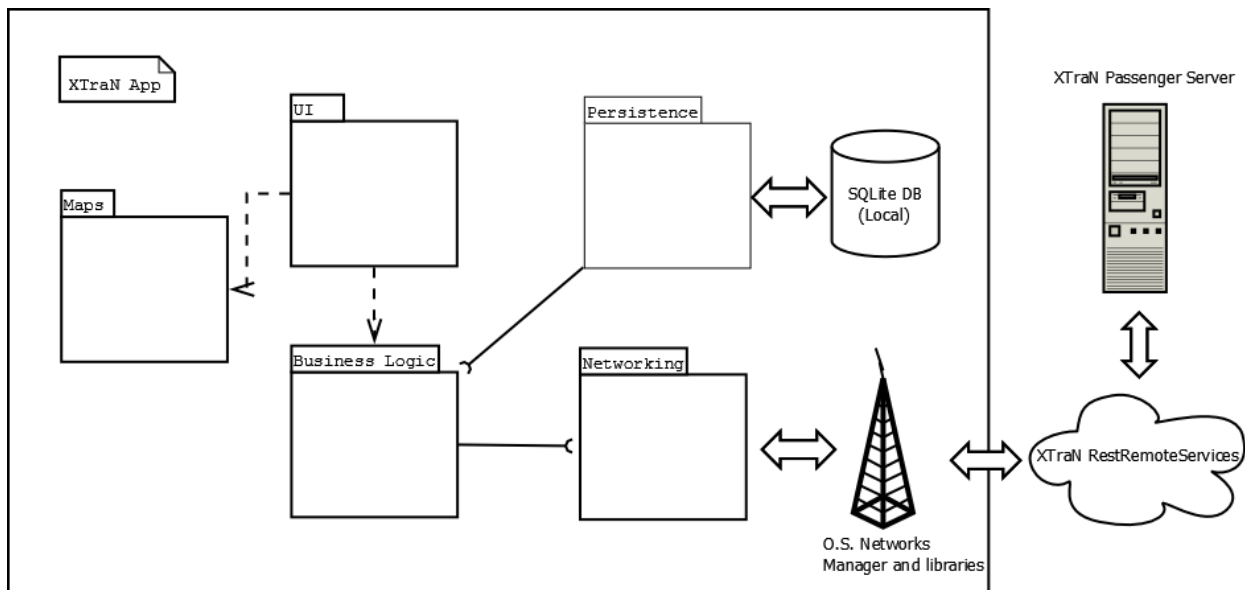 XTraN App
UI
Persistence
XTraN Passenger Server
Maps
SQLite DB
(Local)
Business Logic
Networking
XTraN RestRemoteServices
O.S. Networks
Manager and libraries